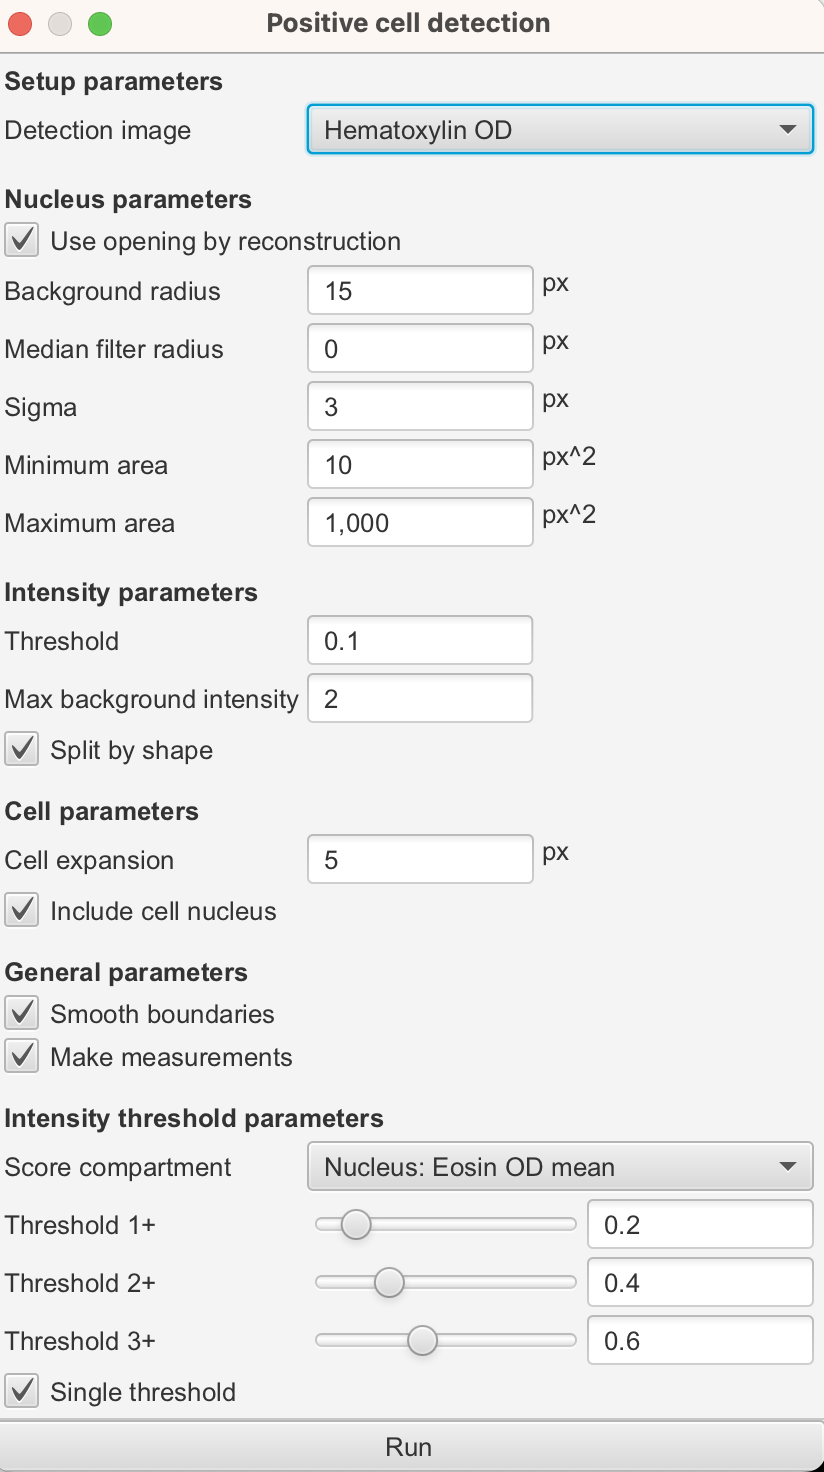 Positive cell detection
Setup parameters
Detection image Hematoxylin OD
Nucleus parameters
Use opening by reconstruction
Background radius 15 px
Median filter radius 0 px
Sigma 3 px
Minimum area 10 px^2
Maximum area 1,000 px^2
Intensity parameters
Threshold 0.1
Max background intensity 2
Split by shape
Cell parameters
Cell expansion 5 px
Include cell nucleus
General parameters
Smooth boundaries
Make measurements
Intensity threshold parameters
Score compartment Nucleus: Eosin OD mean
Threshold 1+ 0.2
Threshold 2+ 0.4
Threshold 3+ 0.6
Single threshold
Run